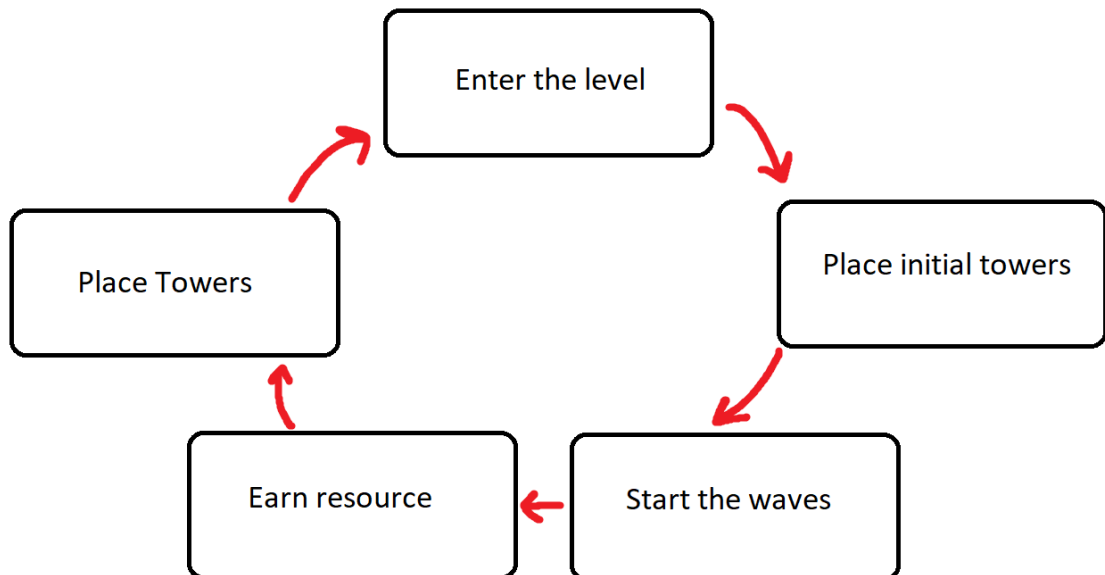 Enter the level
Place initial towers
Start the waves
Earn resource
Place Towers